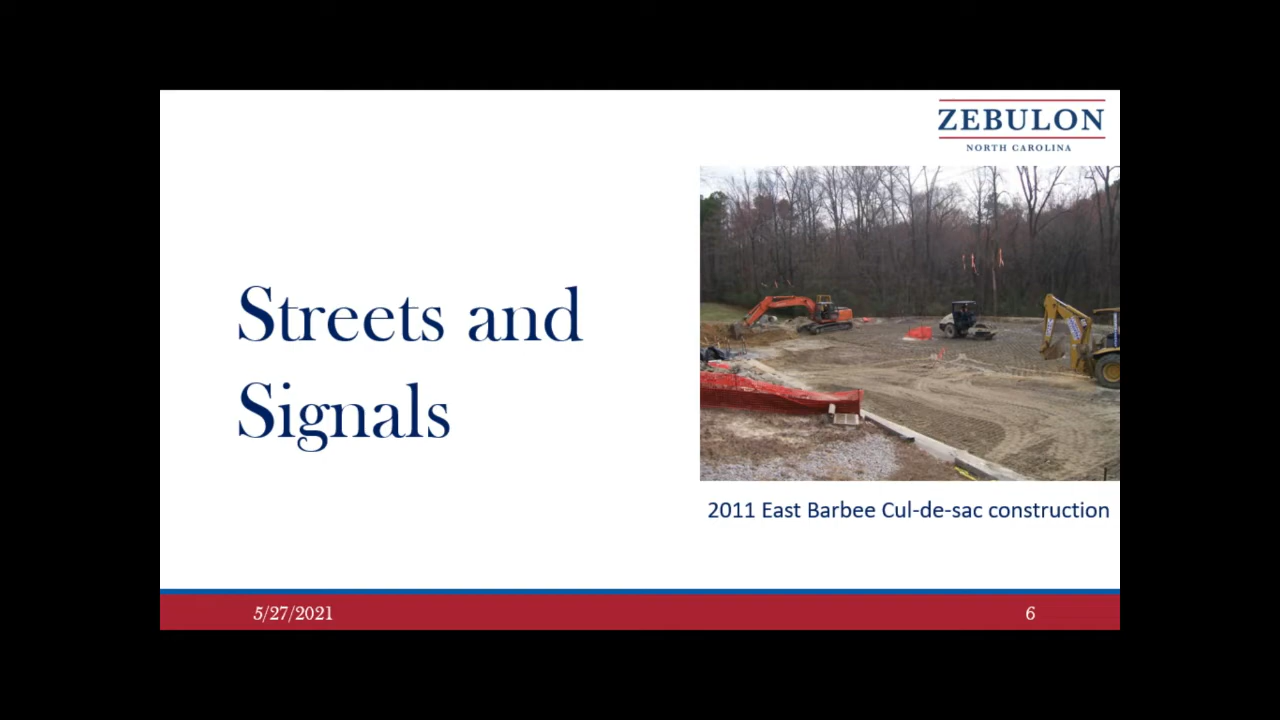 ZEBULON
NORTH CAROLINA
Streets and
Signals
2011 East Barbee Cul-de-sac construction
5/27/2021
6